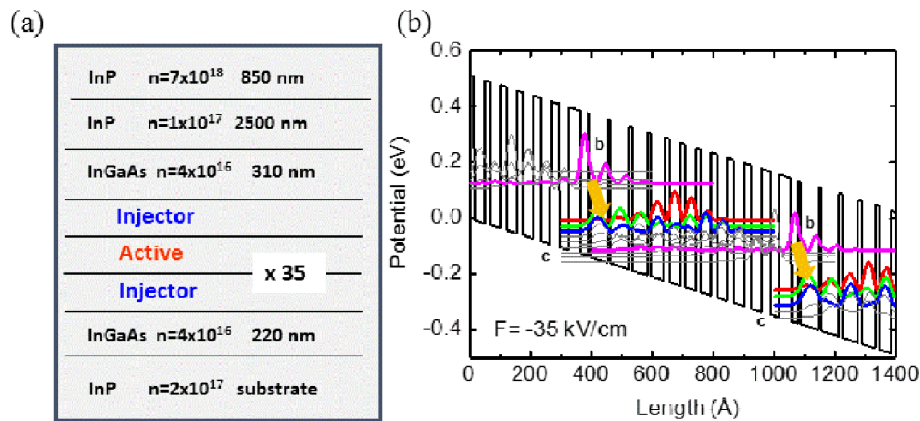 (a)
InP n=7x10¹⁸ 850 nm
InP n=1x10¹⁷ 2500 nm
InGaAs n=4x10¹⁶ 310 nm
Injector
Active
x 35
Injector
InGaAs n=4x10¹⁶ 220 nm
InP n=2x10¹⁷ substrate
(b)
Potential (eV)
0.6
0.4
0.2
0.0
-0.2
-0.4
b
c
b
c
F= -35 kV/cm
0 200 400 600 800 1000 1200 1400
Length (Å)